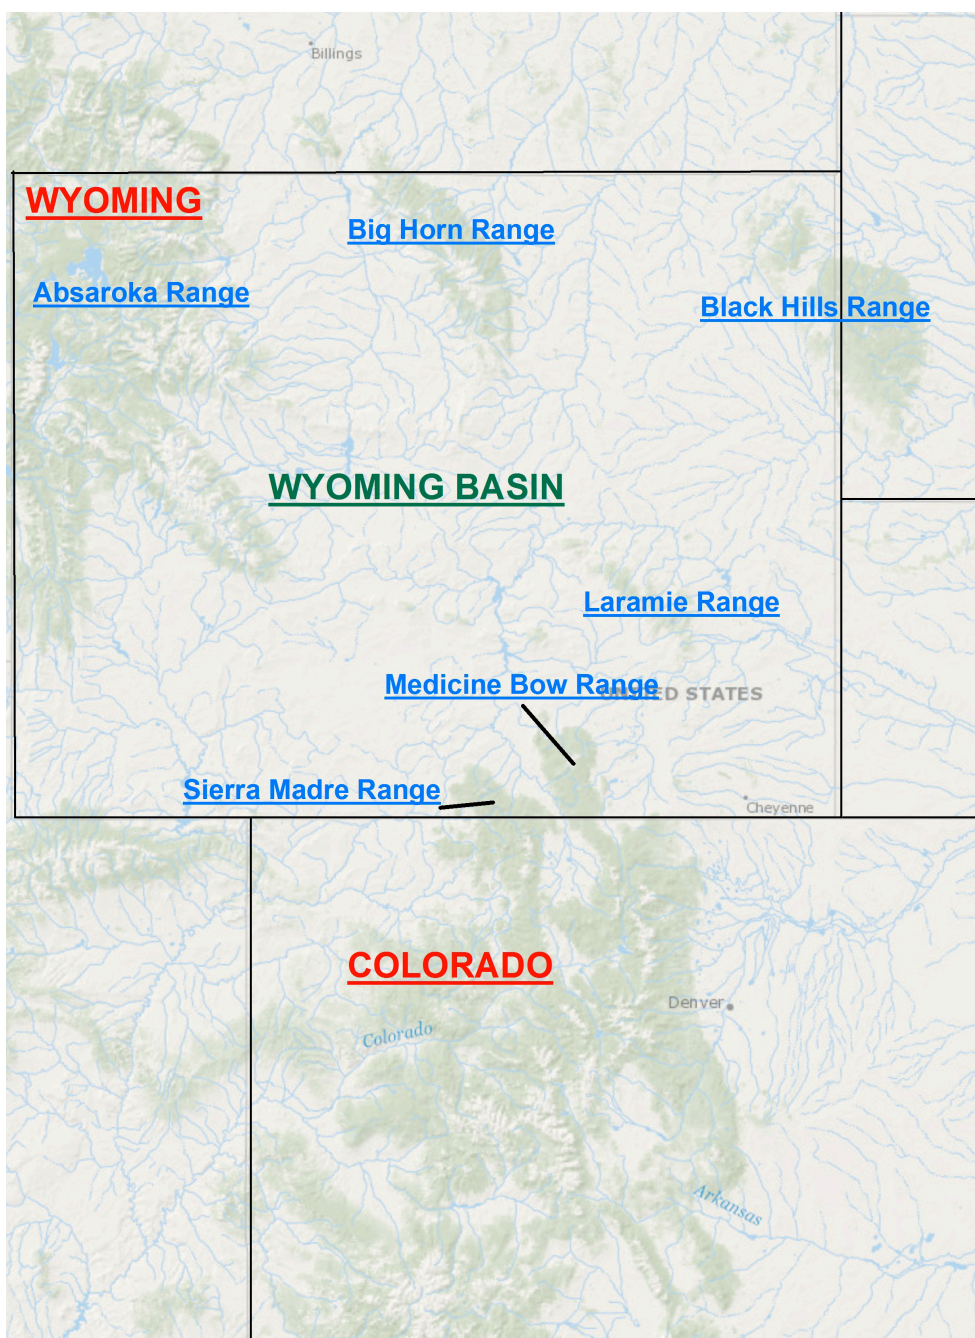 Billings
WYOMING
Big Horn Range
Absaroka Range
Black Hills Range
WYOMING BASIN
Laramie Range
Medicine Bow Range
UNITED STATES
Sierra Madre Range
Cheyenne
COLORADO
Denver
Colorado
Arkansas